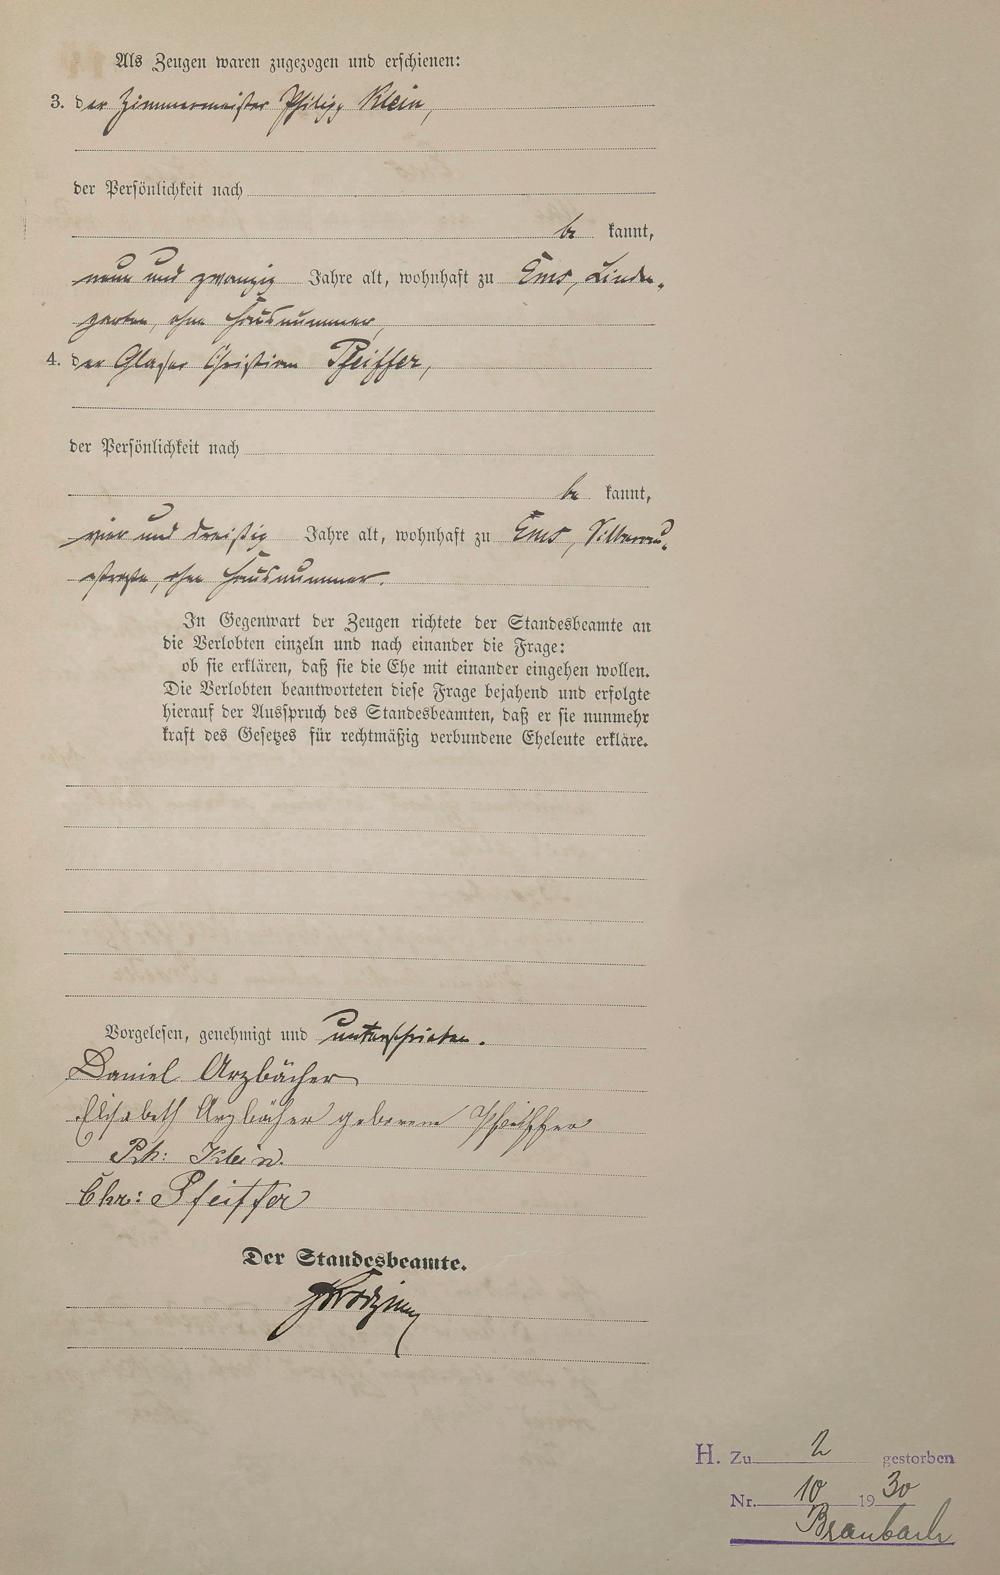 Als Zeugen waren zugezogen und erschienen:
3. der Zimmermeister Philipp Klein,
der Persönlichkeit nach
be kannt,
neun und zwanzig Jahre alt, wohnhaft zu Ems, Linden-
garten, ohne Hausnummer,
4. der Glaser Christian Pfeiffer,
der Persönlichkeit nach
be kannt,
vier und dreißig Jahre alt, wohnhaft zu Ems, Silberau-
straße, ohne Hausnummer.
In Gegenwart der Zeugen richtete der Standesbeamte an
die Verlobten einzeln und nach einander die Frage:
ob sie erklären, daß sie die Ehe mit einander eingehen wollen.
Die Verlobten beantworteten diese Frage bejahend und erfolgte
hierauf der Ausspruch des Standesbeamten, daß er sie nunmehr
kraft des Gesetzes für rechtmäßig verbundene Eheleute erkläre.
Vorgelesen, genehmigt und unterschrieben.
Daniel Arzbächer
Elisabeth Arzbächer geborene Pfeiffer
Ph: Klein.
Chr: Pfeiffer
Der Standesbeamte.
H. Zu 2 gestorben
Nr. 10 1930
Braubach